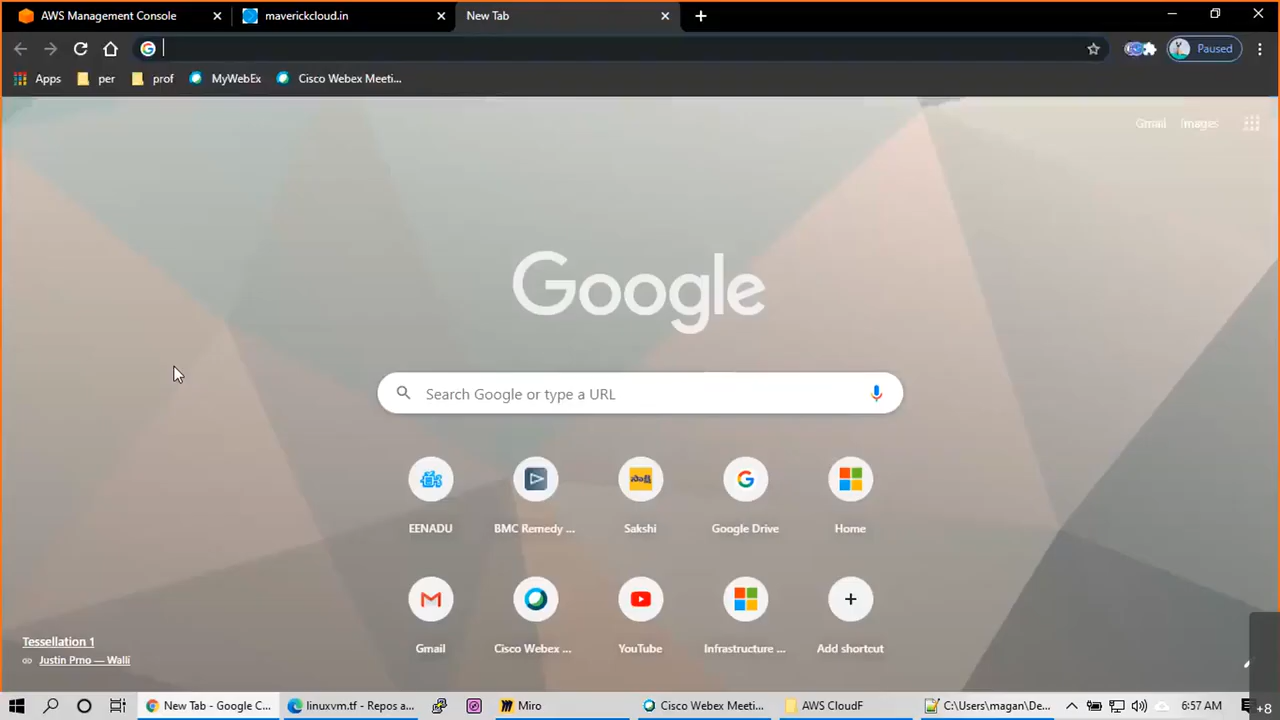 AWS Management Console
maverickcloud.in
New Tab
Paused
Apps
per
prof
MyWebEx
Cisco Webex Meeti...
Gmail
Images
Google
Search Google or type a URL
EENADU
BMC Remedy ...
Sakshi
Google Drive
Home
Gmail
Cisco Webex ...
YouTube
Infrastructure ...
Add shortcut
Tessellation 1
Justin Prno — Walli
New Tab - Google C...
linuxvm.tf - Repos a...
Miro
Cisco Webex Meeti...
AWS CloudF
C:\Users\magan\De...
6:57 AM
+8